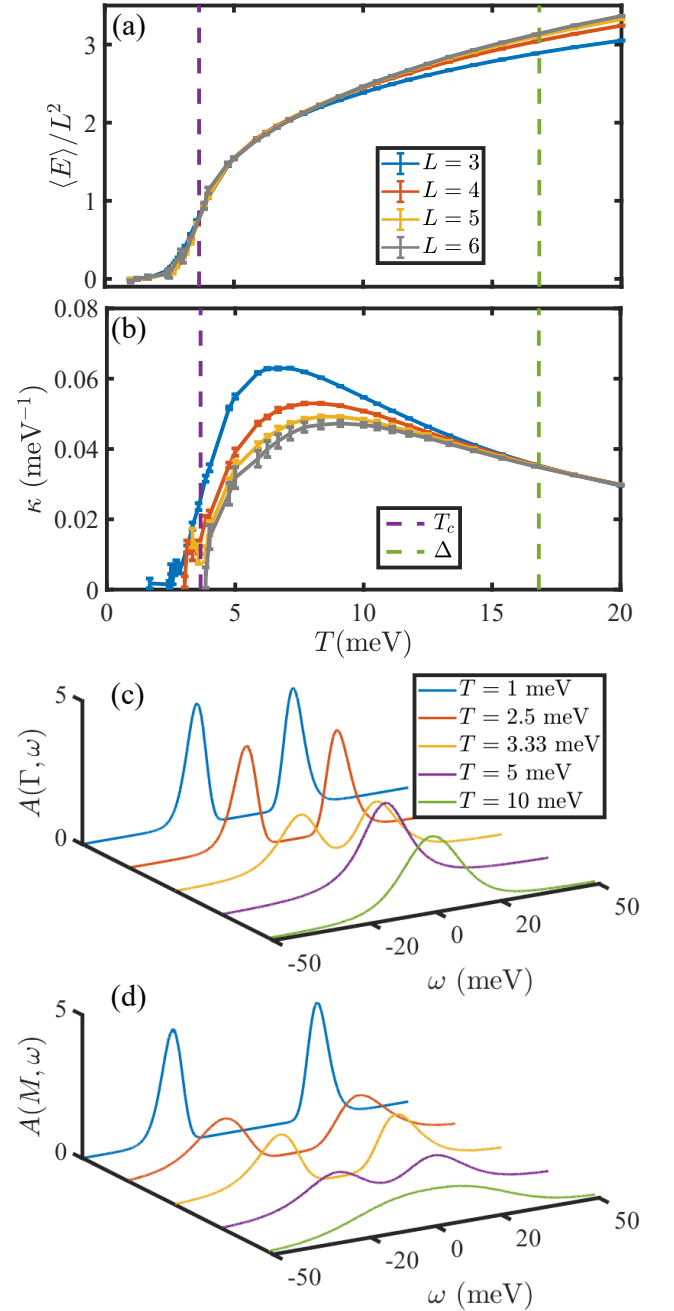 (a)
3
2
1
0
⟨E⟩/L²
L = 3
L = 4
L = 5
L = 6
(b)
0.08
0.06
0.04
0.02
0
κ (meV⁻¹)
T_c
Δ
0 5 10 15 20
T(meV)
(c)
5
0
A(Γ, ω)
T = 1 meV
T = 2.5 meV
T = 3.33 meV
T = 5 meV
T = 10 meV
-50 -20 0 20 50
ω (meV)
(d)
5
0
A(M, ω)
-50 -20 0 20 50
ω (meV)